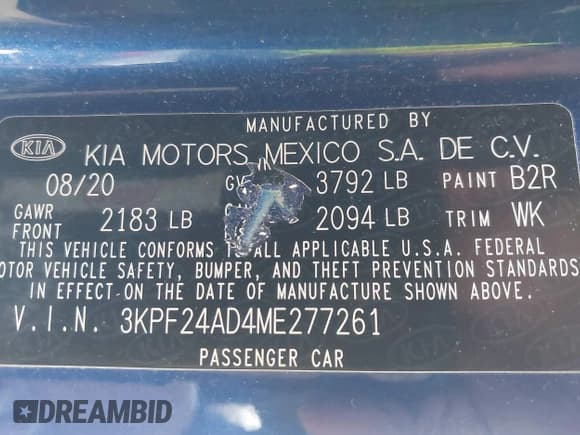 MANUFACTURED BY
KIA KIA MOTORS MEXICO S.A. DE C.V.
08/20 GV 3792 LB PAINT B2R
GAWR FRONT 2183 LB 2094 LB TRIM WK
THIS VEHICLE CONFORMS TO ALL APPLICABLE U.S.A. FEDERAL
OTOR VEHICLE SAFETY, BUMPER, AND THEFT PREVENTION STANDARDS
IN EFFECT ON THE DATE OF MANUFACTURE SHOWN ABOVE.
V.I.N. 3KPF24AD4ME277261
PASSENGER CAR
DREAMBID